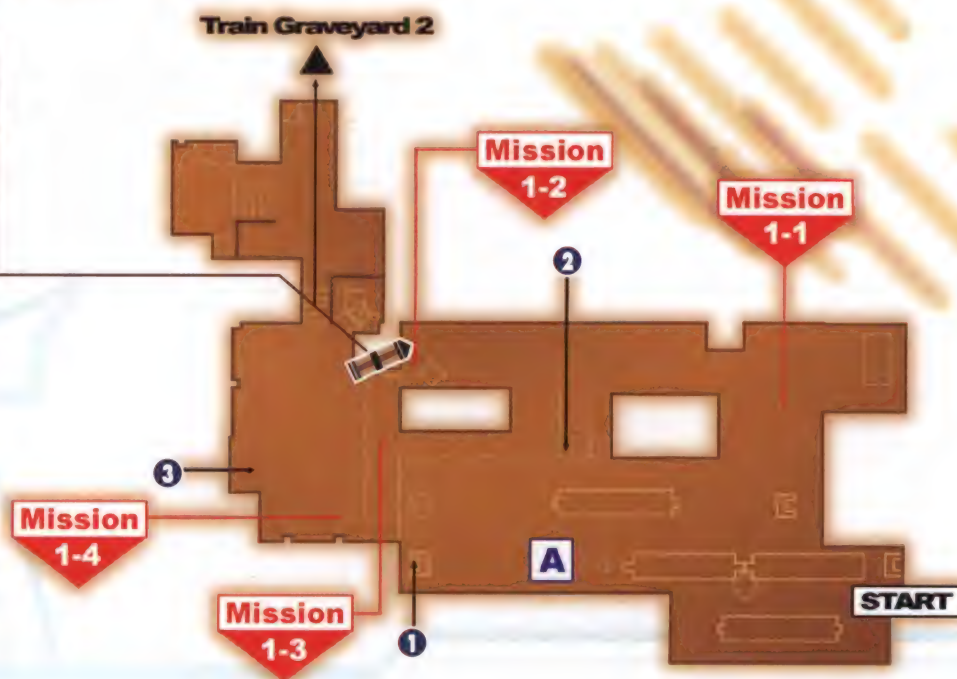 Train Graveyard 2
Mission
1-2
Mission
1-1
2
3
Mission
1-4
A
START
Mission
1-3
1